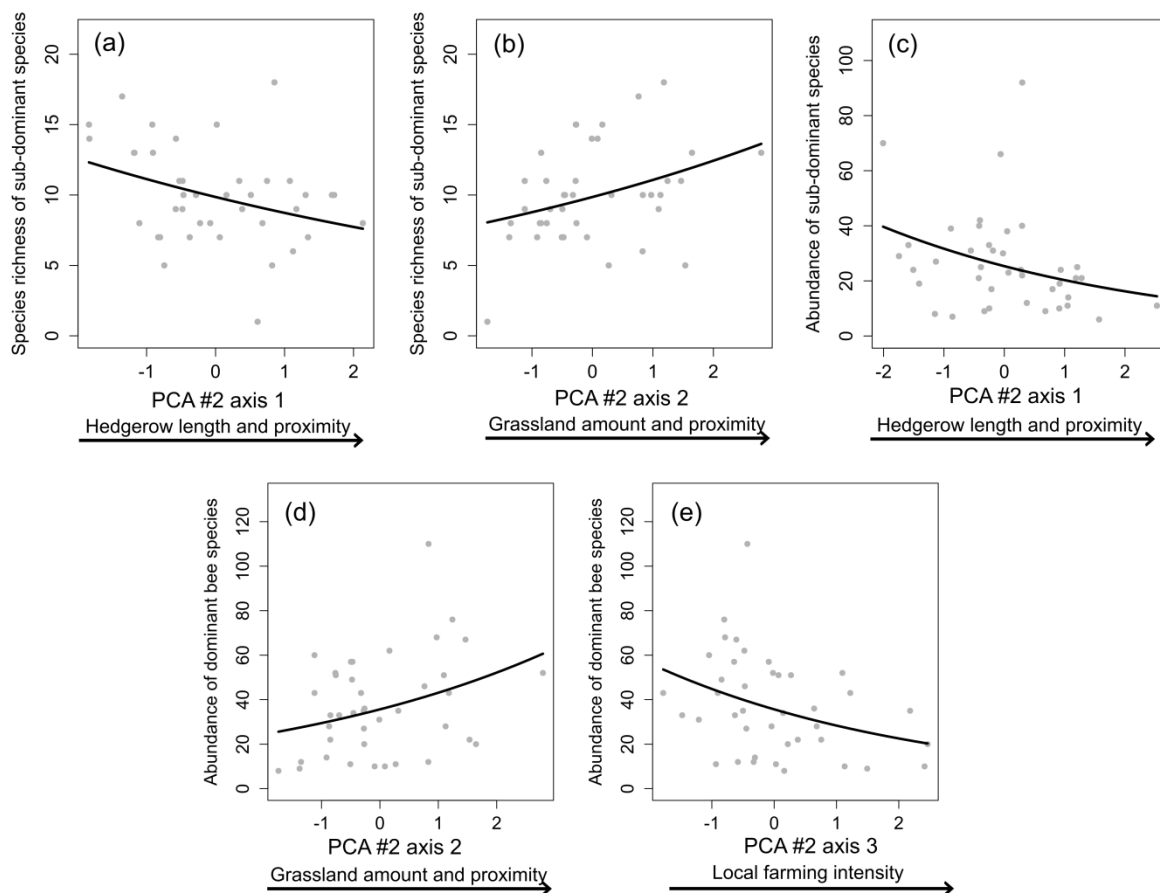 (a)
Species richness of sub-dominant species
20
15
10
5
0
-1
0
1
2
PCA #2 axis 1
Hedgerow length and proximity
(b)
Species richness of sub-dominant species
20
15
10
5
0
-1
0
1
2
PCA #2 axis 2
Grassland amount and proximity
(c)
Abundance of sub-dominant species
100
80
60
40
20
0
-2
-1
0
1
2
PCA #2 axis 1
Hedgerow length and proximity
(d)
Abundance of dominant bee species
120
100
80
60
40
20
0
-1
0
1
2
PCA #2 axis 2
Grassland amount and proximity
(e)
Abundance of dominant bee species
120
100
80
60
40
20
0
-1
0
1
2
PCA #2 axis 3
Local farming intensity